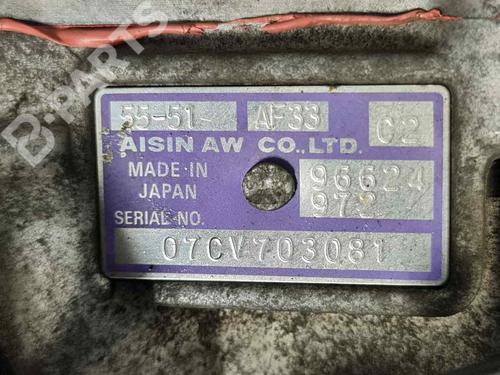 B-PARTS
55-51 AF33 C2
AISIN AW CO., LTD.
MADE IN
JAPAN
96624
972
SERIAL NO.
07CV703081